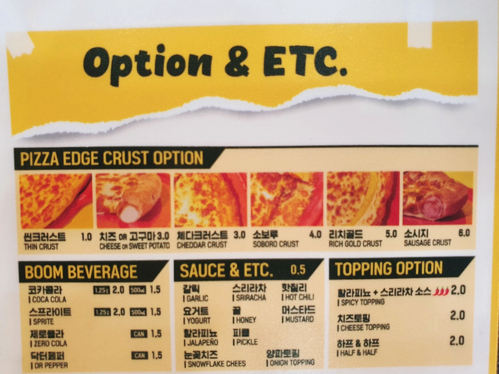 Option & ETC.
PIZZA EDGE CRUST OPTION
씬크러스트 1.0
THIN CRUST
치즈 OR 고구마 3.0
CHEESE OR SWEET POTATO
체다크러스트 3.0
CHEDDAR CRUST
소보루 4.0
SOBORO CRUST
리치골드 5.0
RICH GOLD CRUST
소시지 6.0
SAUSAGE CRUST
BOOM BEVERAGE
코카콜라 1.25ℓ 2.0 500㎖ 1.5
COCA COLA
스프라이트 1.25ℓ 2.0 500㎖ 1.5
SPRITE
제로콜라 CAN 1.5
ZERO COLA
닥터페퍼 CAN 1.5
DR PEPPER
SAUCE & ETC. 0.5
갈릭 스리라차 핫칠리
GARLIC SRIRACHA HOT CHILI
요거트 꿀 머스타드
YOGURT HONEY MUSTARD
할라피뇨 피클
JALAPEÑO PICKLE
눈꽃치즈 양파토핑
SNOWFLAKE CHEES ONION TOPPING
TOPPING OPTION
할라피뇨 + 스리라차 소스 2.0
SPICY TOPPING
치즈토핑 2.0
CHEESE TOPPING
하프 & 하프 2.0
HALF & HALF